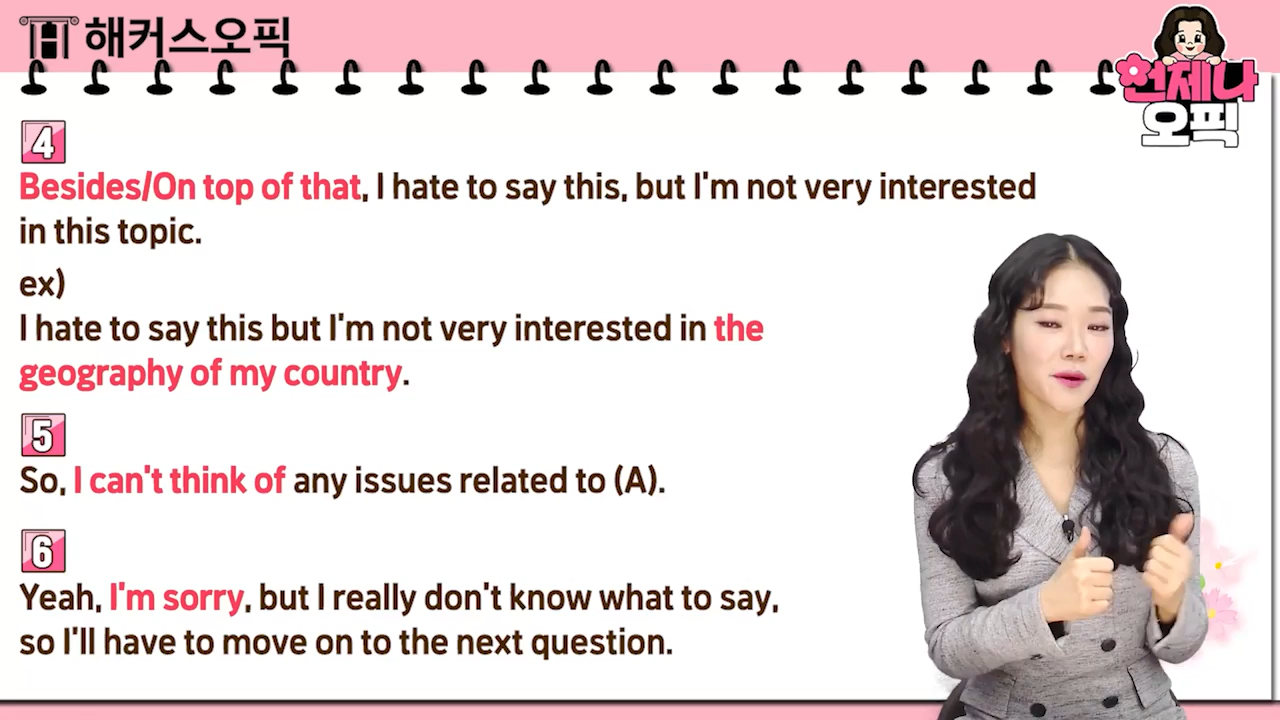 해커스오픽
언제나
오픽
4
Besides/On top of that, I hate to say this, but I'm not very interested
in this topic.
ex)
I hate to say this but I'm not very interested in the
geography of my country.
5
So, I can't think of any issues related to (A).
6
Yeah, I'm sorry, but I really don't know what to say,
so I'll have to move on to the next question.